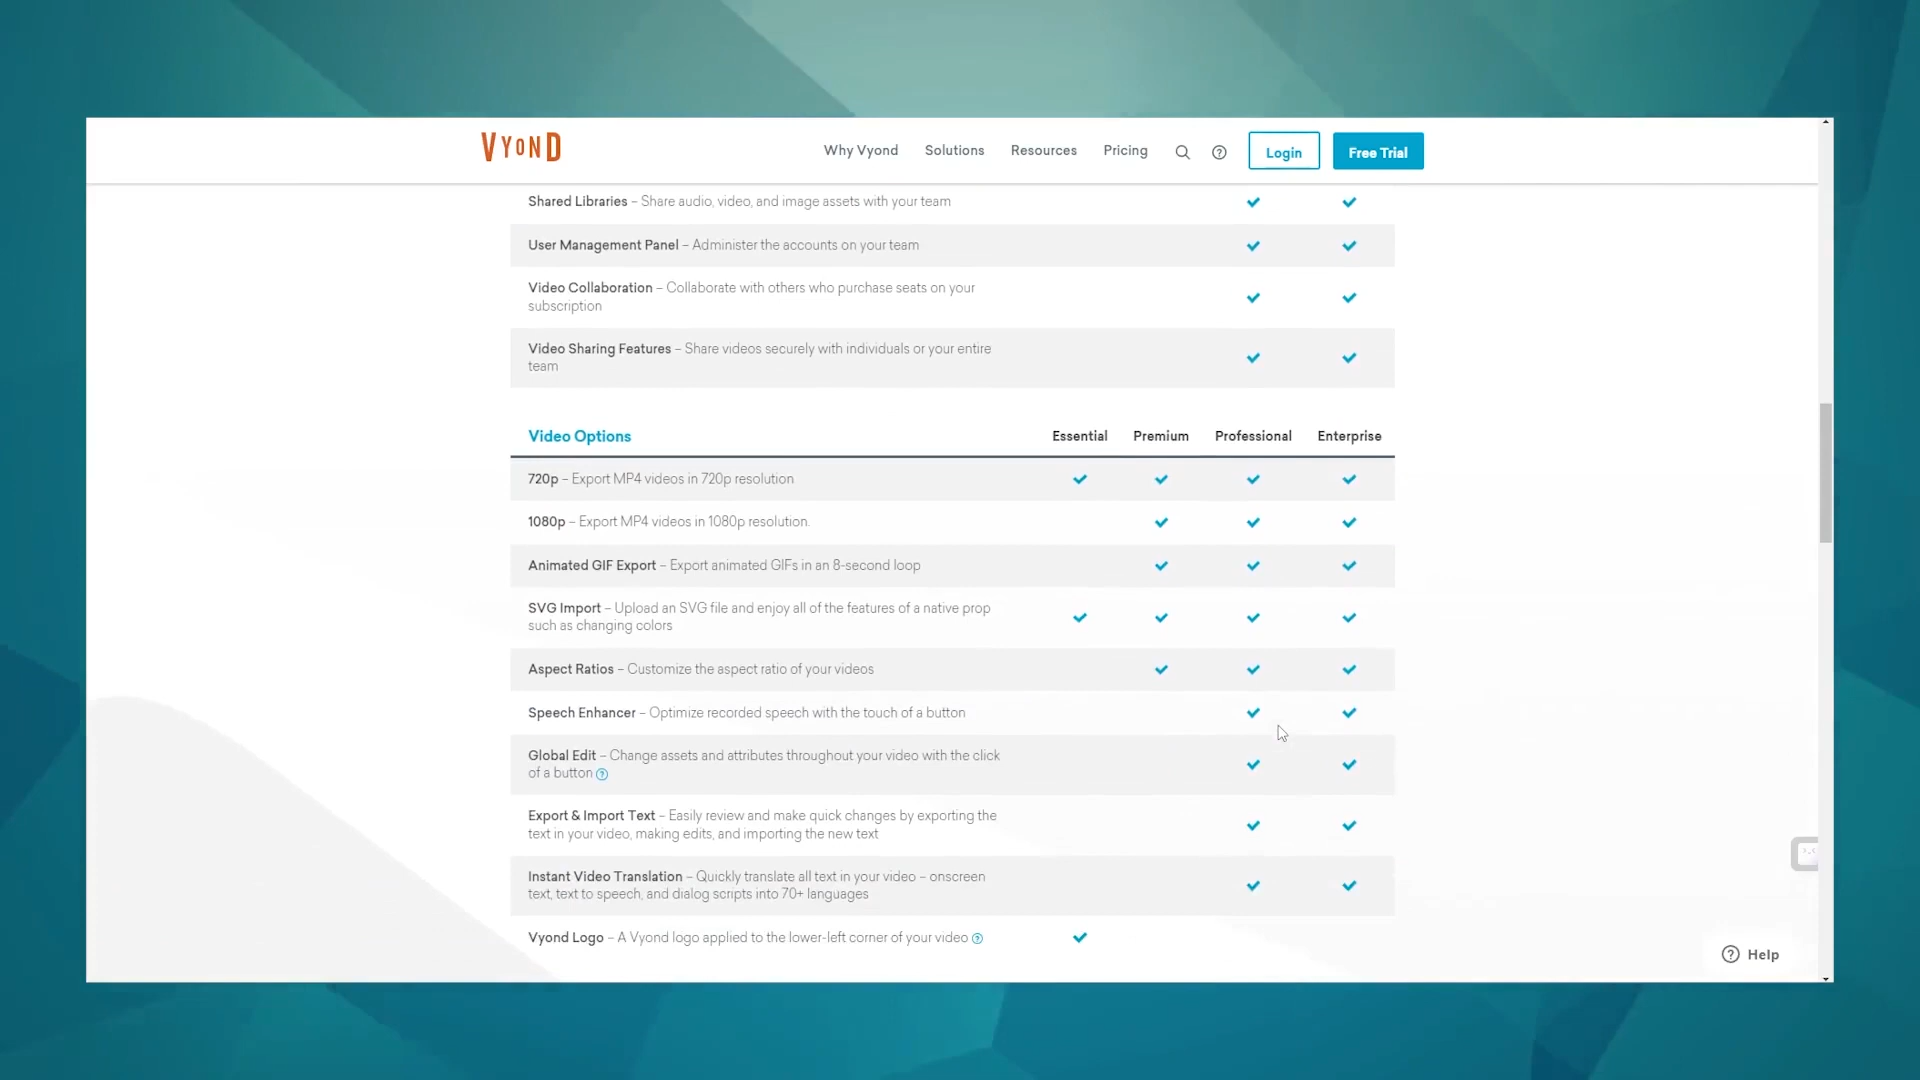 VYOND
Why Vyond Solutions Resources Pricing Login Free Trial
Shared Libraries – Share audio, video, and image assets with your team
User Management Panel – Administer the accounts on your team
Video Collaboration – Collaborate with others who purchase seats on your
subscription
Video Sharing Features – Share videos securely with individuals or your entire
team
Video Options Essential Premium Professional Enterprise
720p – Export MP4 videos in 720p resolution
1080p – Export MP4 videos in 1080p resolution.
Animated GIF Export – Export animated GIFs in an 8-second loop
SVG Import – Upload an SVG file and enjoy all of the features of a native prop
such as changing colors
Aspect Ratios – Customize the aspect ratio of your videos
Speech Enhancer – Optimize recorded speech with the touch of a button
Global Edit – Change assets and attributes throughout your video with the click
of a button
Export & Import Text – Easily review and make quick changes by exporting the
text in your video, making edits, and importing the new text
Instant Video Translation – Quickly translate all text in your video – onscreen
text, text to speech, and dialog scripts into 70+ languages
Vyond Logo – A Vyond logo applied to the lower-left corner of your video
Help